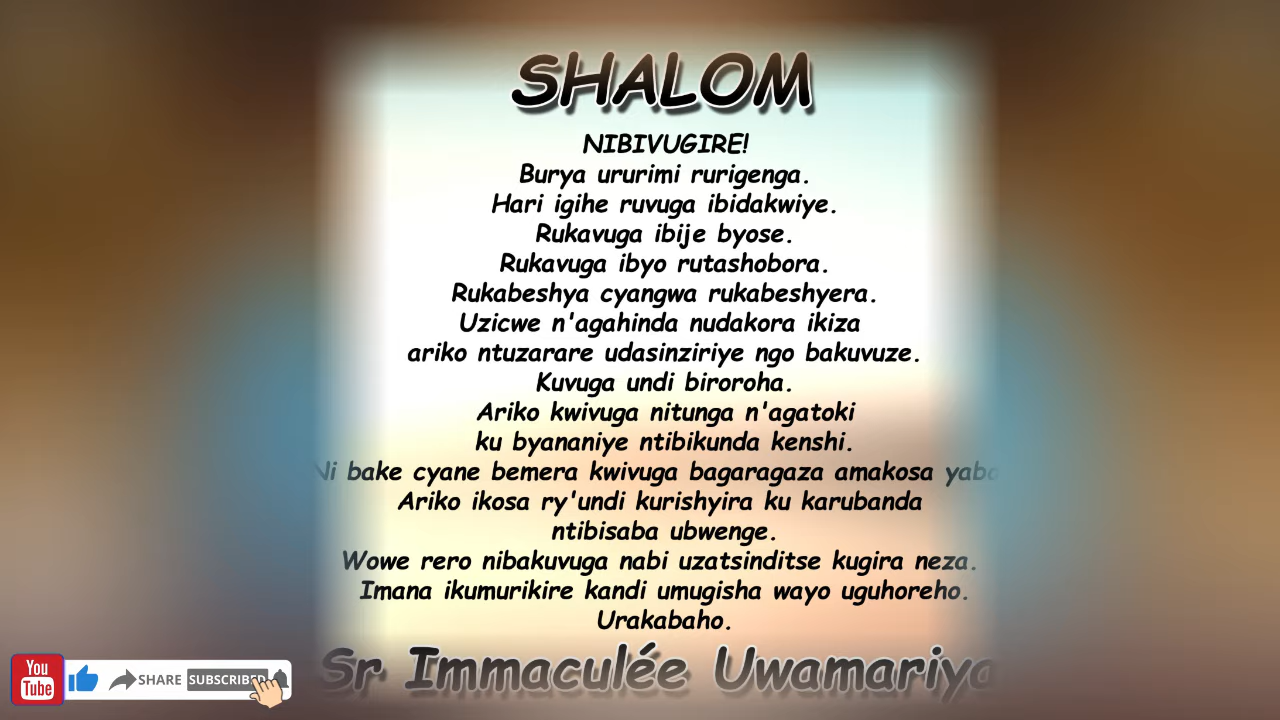 SHALOM
NIBIVUGIRE!
Burya ururimi rurigenga.
Hari igihe ruvuga ibidakwiye.
Rukavuga ibije byose.
Rukavuga ibyo rutashobora.
Rukabeshya cyangwa rukabeshyera.
Uzicwe n'agahinda nudakora ikiza
ariko ntuzarare udasinziriye ngo bakuvuze.
Kuvuga undi biroroha.
Ariko kwivuga nitunga n'agatoki
ku byananiye ntibikunda kenshi.
Ni bake cyane bemera kwivuga bagaragaza amakosa yabo
Ariko ikosa ry'undi kurishyira ku karubanda
ntibisaba ubwenge.
Wowe rero nibakuvuga nabi uzatsinditse kugira neza.
Imana ikumurikire kandi umugisha wayo uguhoreho.
Urakabaho.
Sr Immaculée Uwamariya
You Tube SHARE SUBSCRIBED